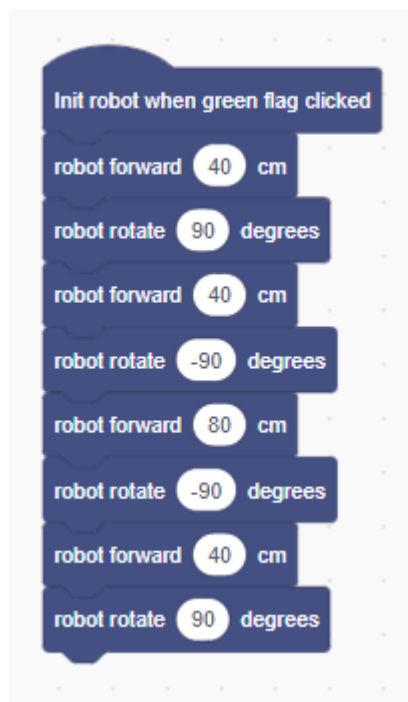 Init robot when green flag clicked
robot forward 40 cm
robot rotate 90 degrees
robot forward 40 cm
robot rotate -90 degrees
robot forward 80 cm
robot rotate -90 degrees
robot forward 40 cm
robot rotate 90 degrees